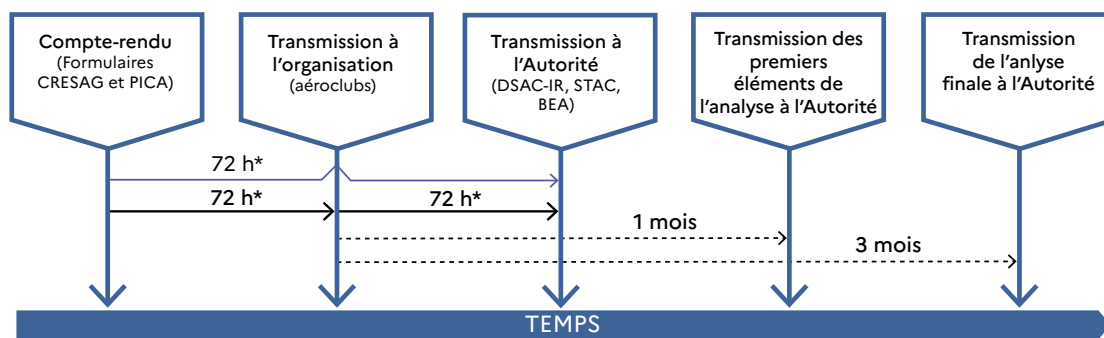 Compte-rendu
(Formulaires
CRESAG et PICA)
Transmission à
l'organisation
(aéroclubs)
Transmission à
l'Autorité
(DSAC-IR, STAC,
BEA)
Transmission des
premiers
éléments de
l'analyse à l'Autorité
Transmission
de l'anlyse
finale à l'Autorité
72 h*
72 h*
72 h*
1 mois
3 mois
TEMPS